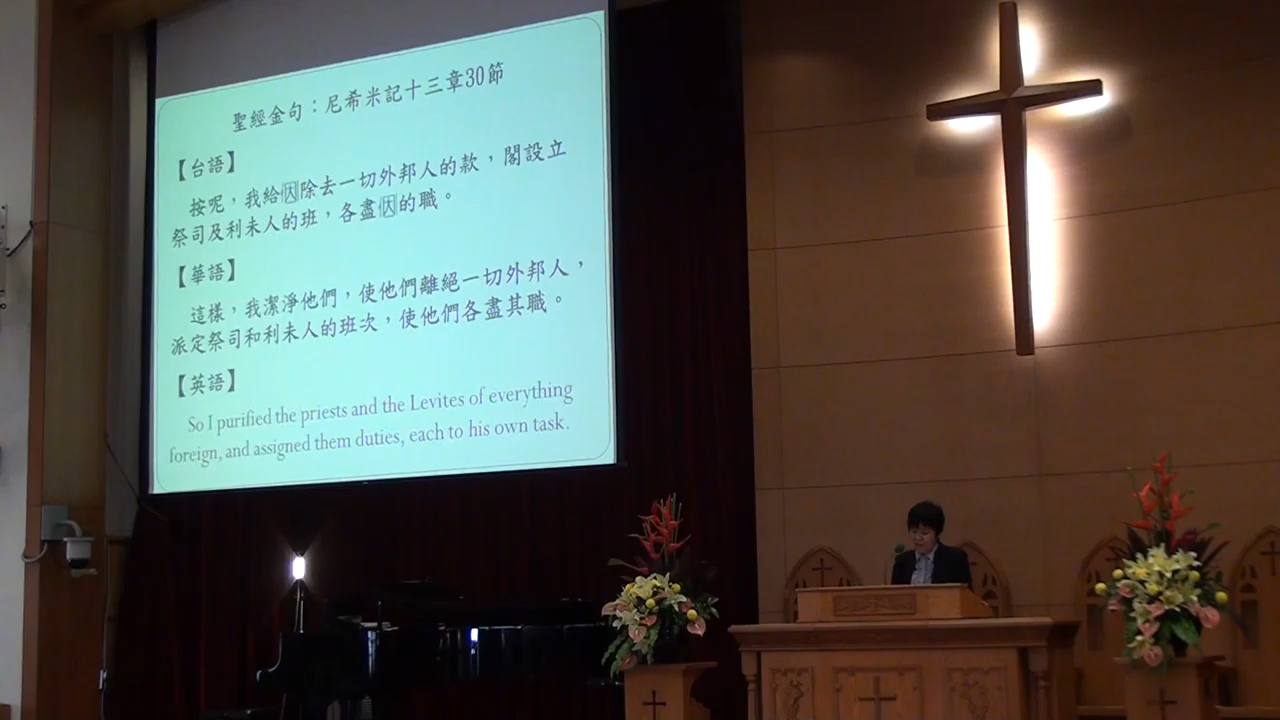 聖經金句：尼希米記十三章30節
【台語】
按呢，我給𪜶除去一切外邦人的款，閣設立
祭司及利未人的班，各盡𪜶的職。
【華語】
這樣，我潔淨他們，使他們離絕一切外邦人，
派定祭司和利未人的班次，使他們各盡其職。
【英語】
So I purified the priests and the Levites of everything
foreign, and assigned them duties, each to his own task.